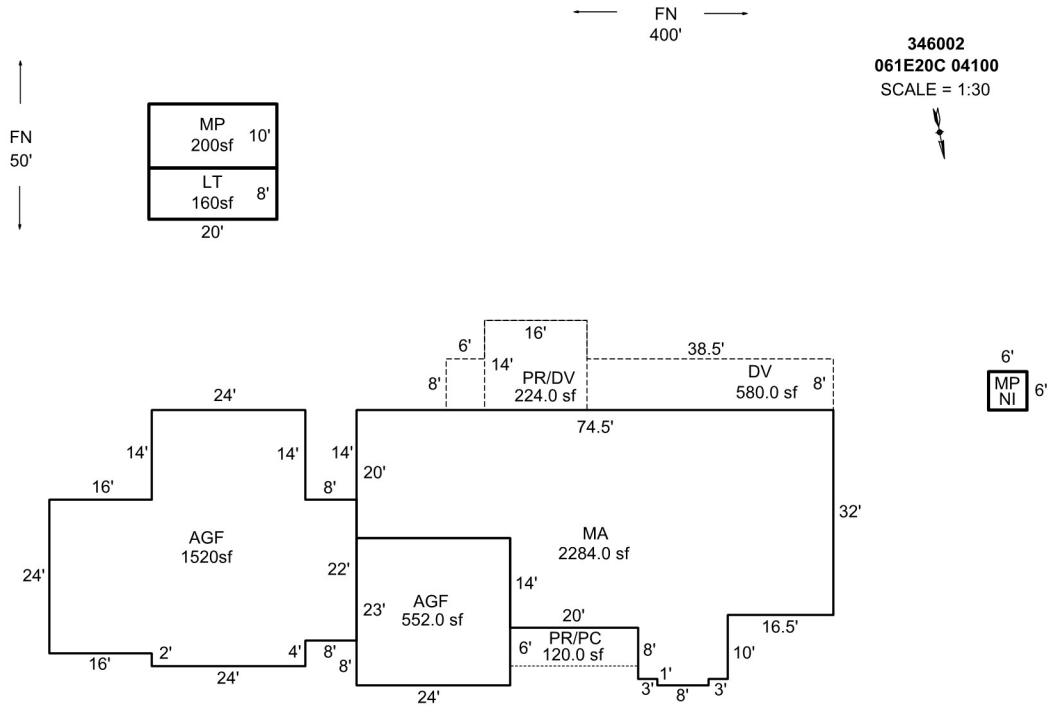 FN
400'
346002
061E20C 04100
SCALE = 1:30
FN
50'
MP
200sf
10'
LT
160sf
8'
20'
16'
6'
14'
8'
PR/DV
224.0 sf
38.5'
DV
580.0 sf
8'
6'
MP
NI
6'
24'
74.5'
14'
14'
14'
20'
16'
8'
AGF
1520sf
24'
22'
MA
2284.0 sf
32'
14'
AGF
552.0 sf
23'
20'
16.5'
PR/PC
120.0 sf
6'
8'
10'
16'
2'
4'
8'
8'
24'
24'
3'
1'
8'
3'